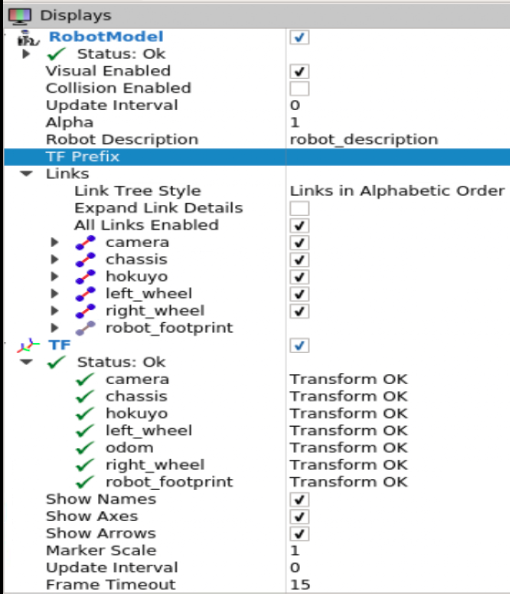 Displays
RobotModel
Status: Ok
Visual Enabled
Collision Enabled
Update Interval 0
Alpha 1
Robot Description robot_description
TF Prefix
Links
Link Tree Style Links in Alphabetic Order
Expand Link Details
All Links Enabled
camera
chassis
hokuyo
left_wheel
right_wheel
robot_footprint
TF
Status: Ok
camera Transform OK
chassis Transform OK
hokuyo Transform OK
left_wheel Transform OK
odom Transform OK
right_wheel Transform OK
robot_footprint Transform OK
Show Names
Show Axes
Show Arrows
Marker Scale 1
Update Interval 0
Frame Timeout 15